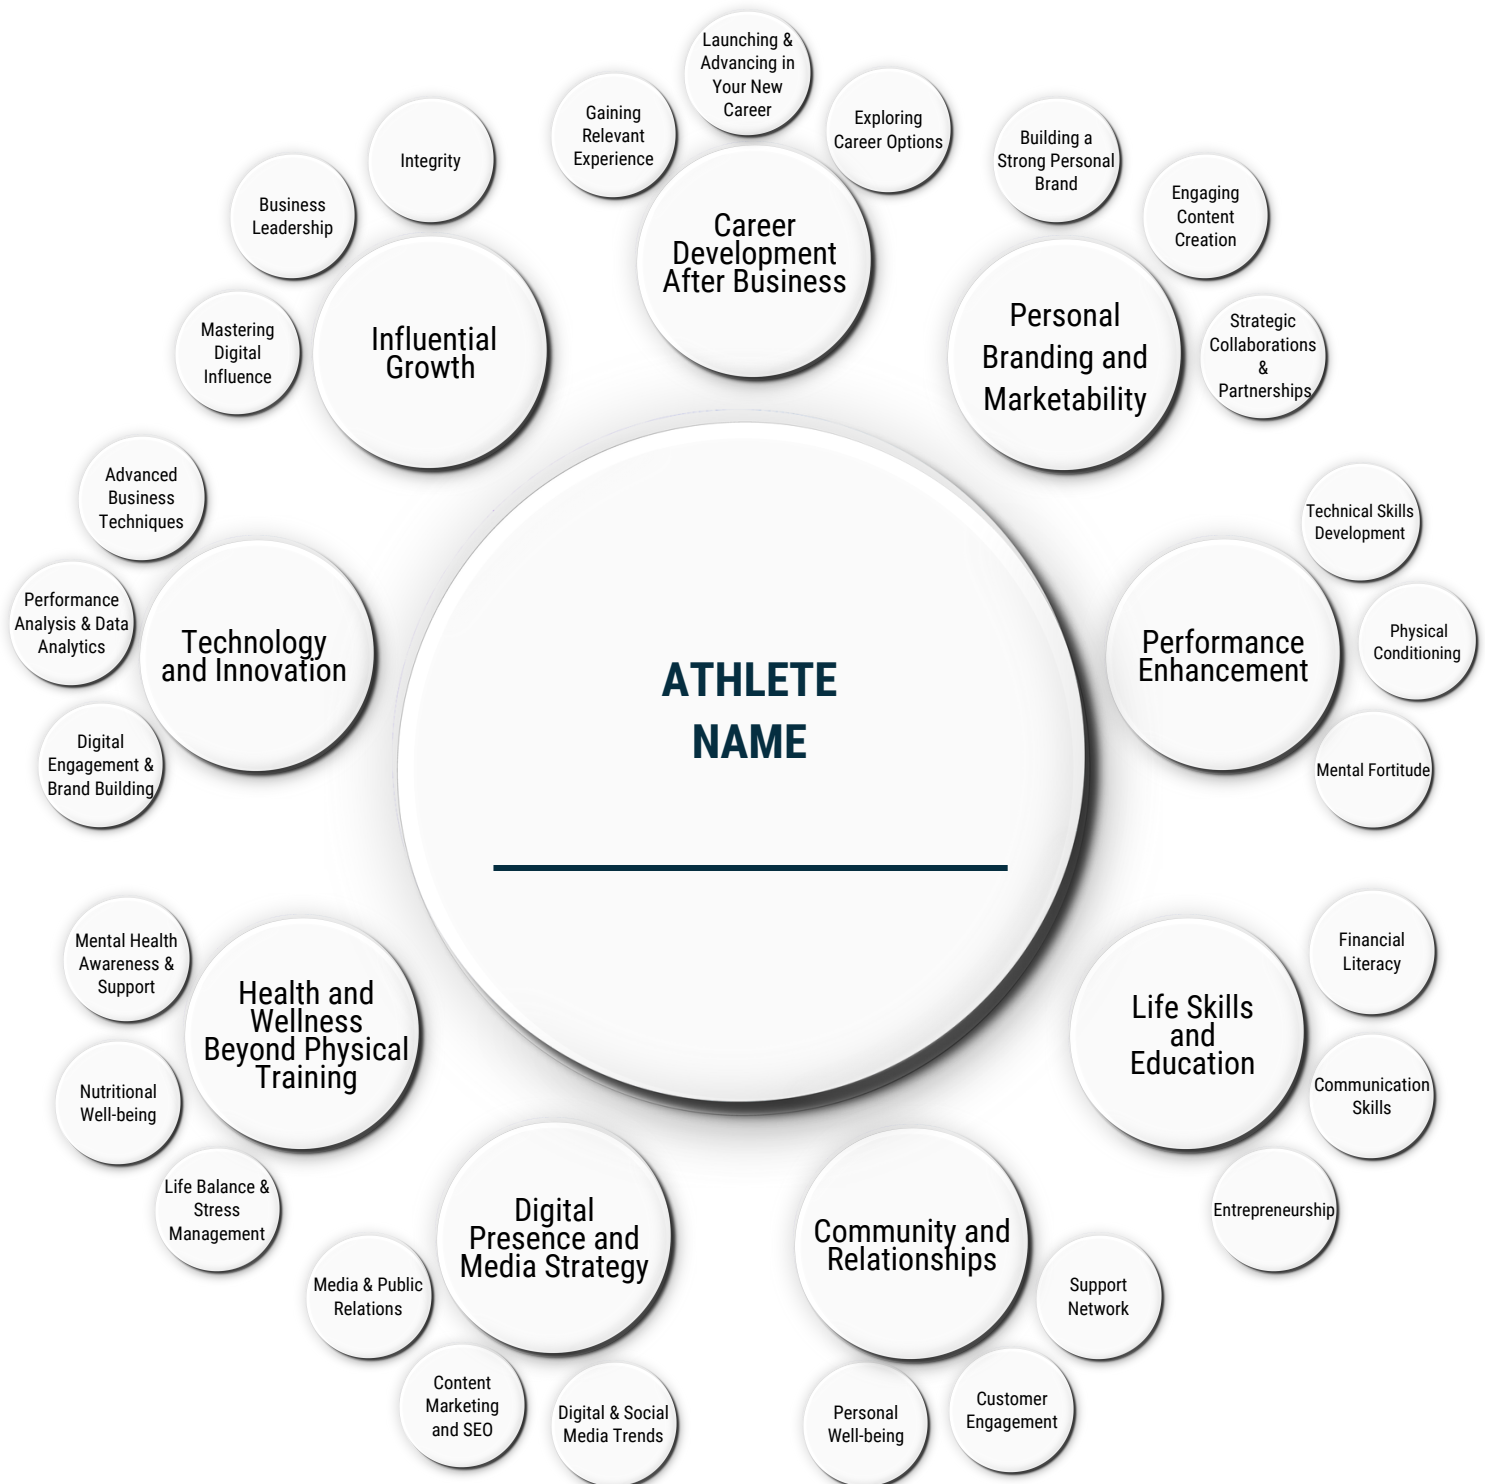 ATHLETE
NAME
Career
Development
After Business
Gaining
Relevant
Experience
Launching &
Advancing in
Your New
Career
Exploring
Career Options
Personal
Branding and
Marketability
Building a
Strong Personal
Brand
Engaging
Content
Creation
Strategic
Collaborations
&
Partnerships
Performance
Enhancement
Technical Skills
Development
Physical
Conditioning
Mental Fortitude
Life Skills
and
Education
Financial
Literacy
Communication
Skills
Entrepreneurship
Community and
Relationships
Support
Network
Customer
Engagement
Personal
Well-being
Digital
Presence and
Media Strategy
Digital & Social
Media Trends
Content
Marketing
and SEO
Media & Public
Relations
Health and
Wellness
Beyond Physical
Training
Life Balance &
Stress
Management
Nutritional
Well-being
Mental Health
Awareness &
Support
Technology
and Innovation
Digital
Engagement &
Brand Building
Performance
Analysis & Data
Analytics
Advanced
Business
Techniques
Influential
Growth
Mastering
Digital
Influence
Business
Leadership
Integrity